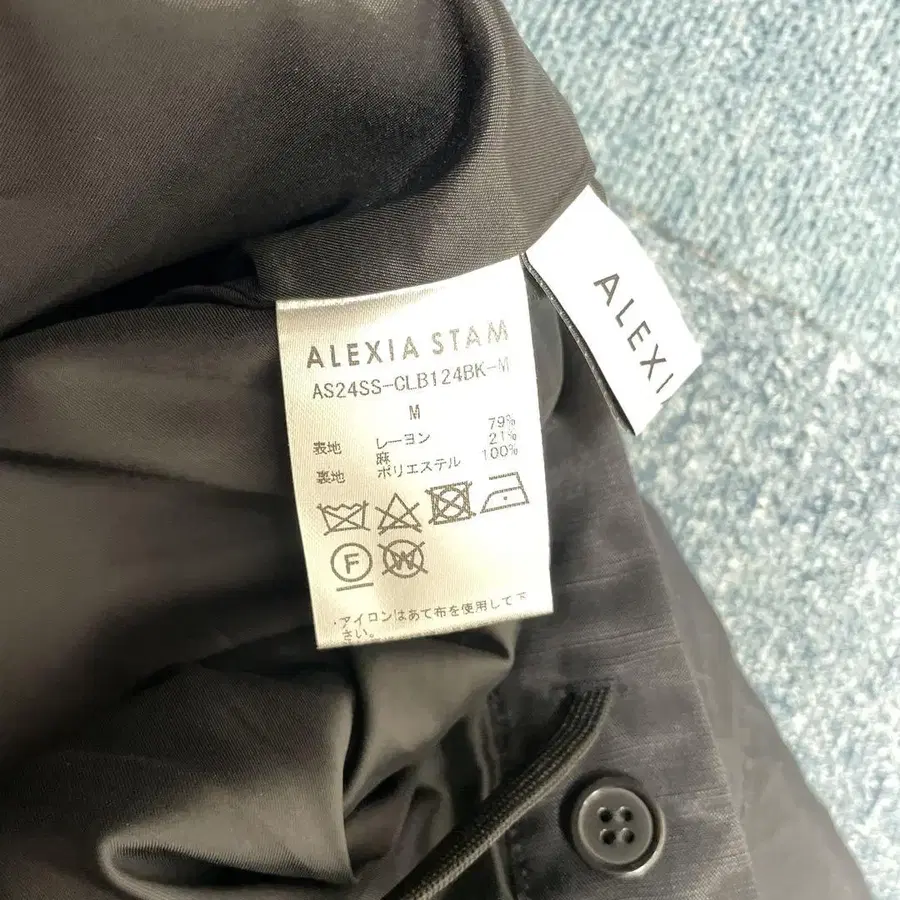 ALEXIA STAM
AS24SS-CLB124BK-M
M
表地 レーヨン 79%
麻 21%
裏地 ポリエステル 100%
F
W
・アイロンはあて布を使用して下
さい。
ALEXI